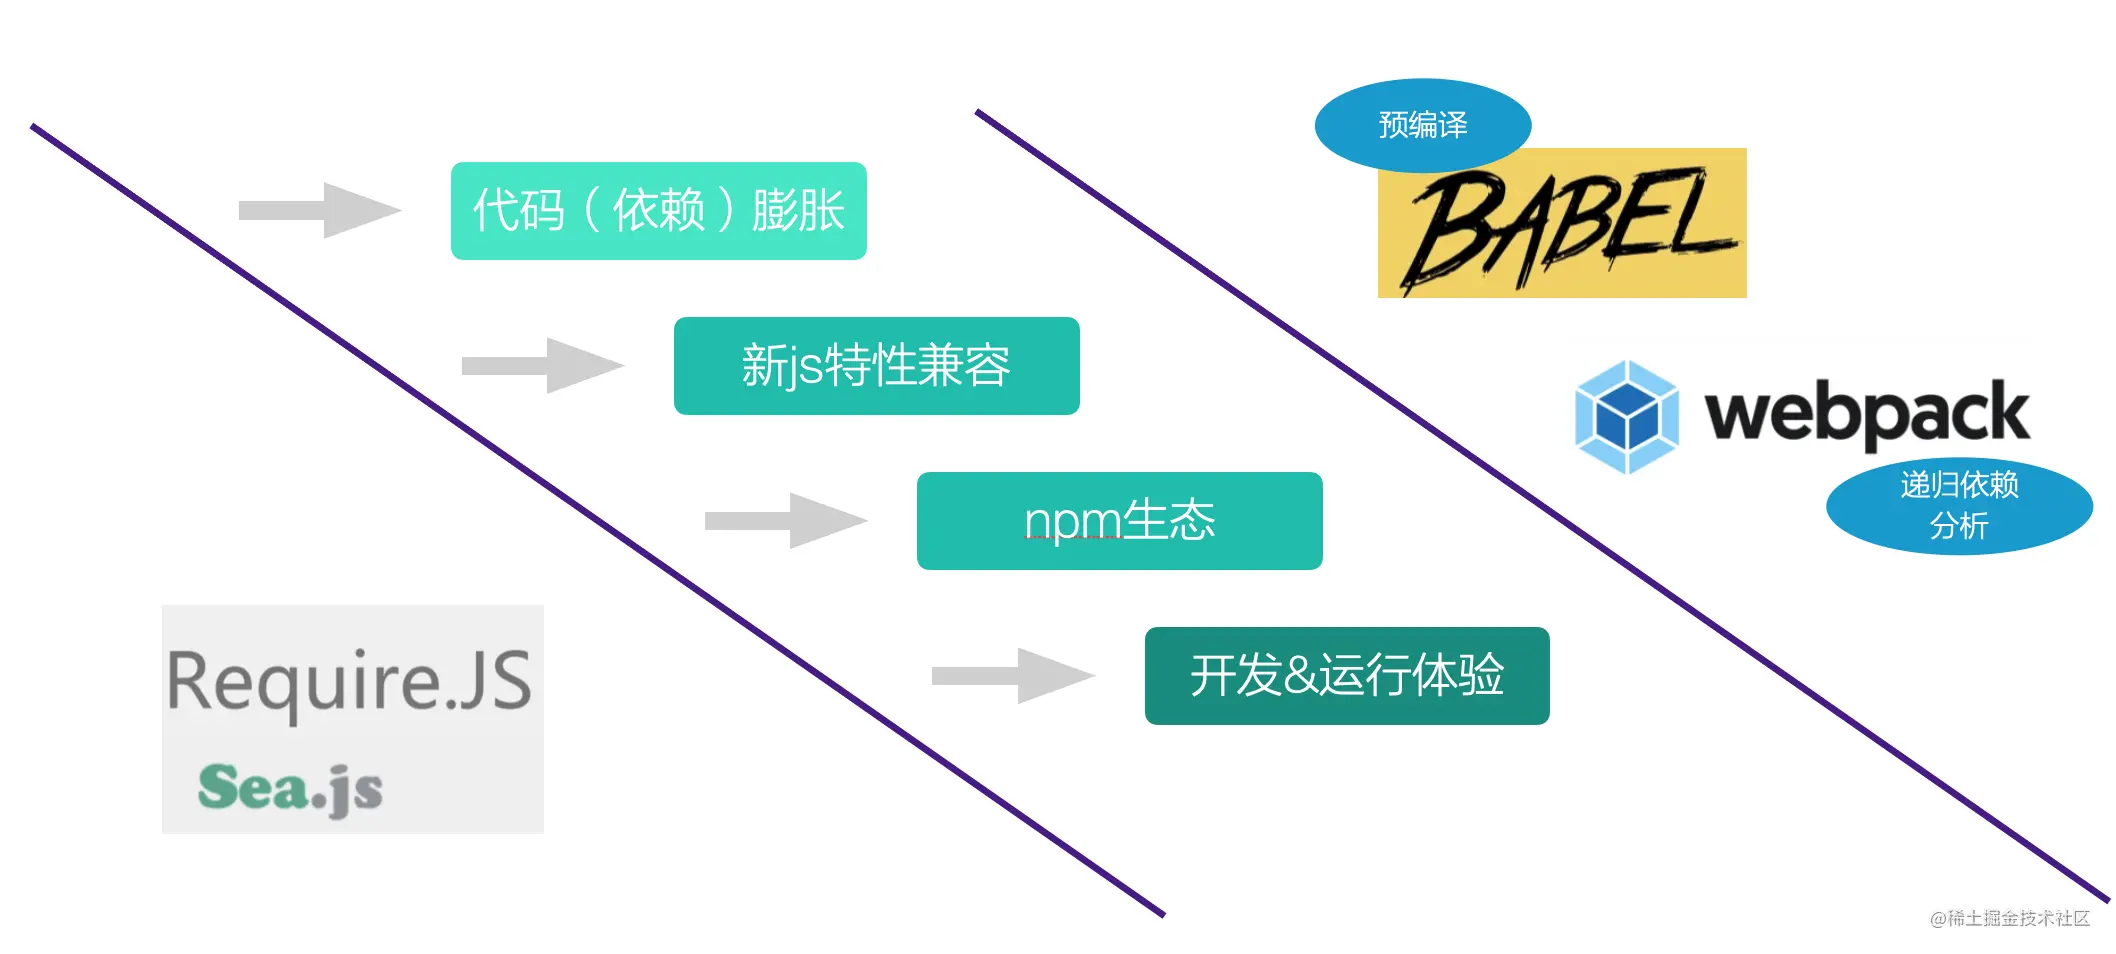 预编译
BABEL
代码（依赖）膨胀
新js特性兼容
webpack
递归依赖
分析
npm生态
开发&运行体验
Require.JS
Sea.js
@稀土掘金技术社区